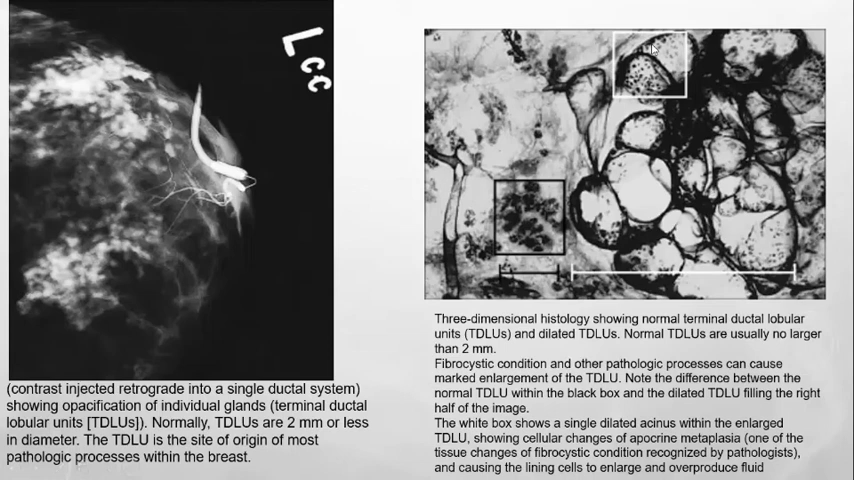 Lcc
(contrast injected retrograde into a single ductal system)
showing opacification of individual glands (terminal ductal
lobular units [TDLUs]). Normally, TDLUs are 2 mm or less
in diameter. The TDLU is the site of origin of most
pathologic processes within the breast.
Three-dimensional histology showing normal terminal ductal lobular
units (TDLUs) and dilated TDLUs. Normal TDLUs are usually no larger
than 2 mm.
Fibrocystic condition and other pathologic processes can cause
marked enlargement of the TDLU. Note the difference between the
normal TDLU within the black box and the dilated TDLU filling the right
half of the image.
The white box shows a single dilated acinus within the enlarged
TDLU, showing cellular changes of apocrine metaplasia (one of the
tissue changes of fibrocystic condition recognized by pathologists),
and causing the lining cells to enlarge and overproduce fluid